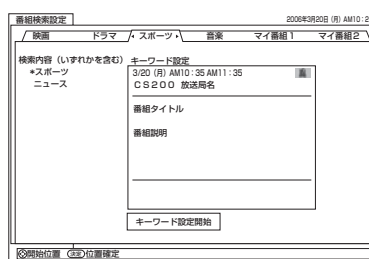 番組検索設定 2006年3月20日 (月) AM10:2
映画 ドラマ スポーツ 音楽 マイ番組1 マイ番組2
検索内容（いずれかを含む） キーワード設定
*スポーツ
ニュース
3/20 (月) AM10:35 AM11:35
CS200 放送局名
番組タイトル
番組説明
キーワード設定開始
開始位置 決定 位置確定